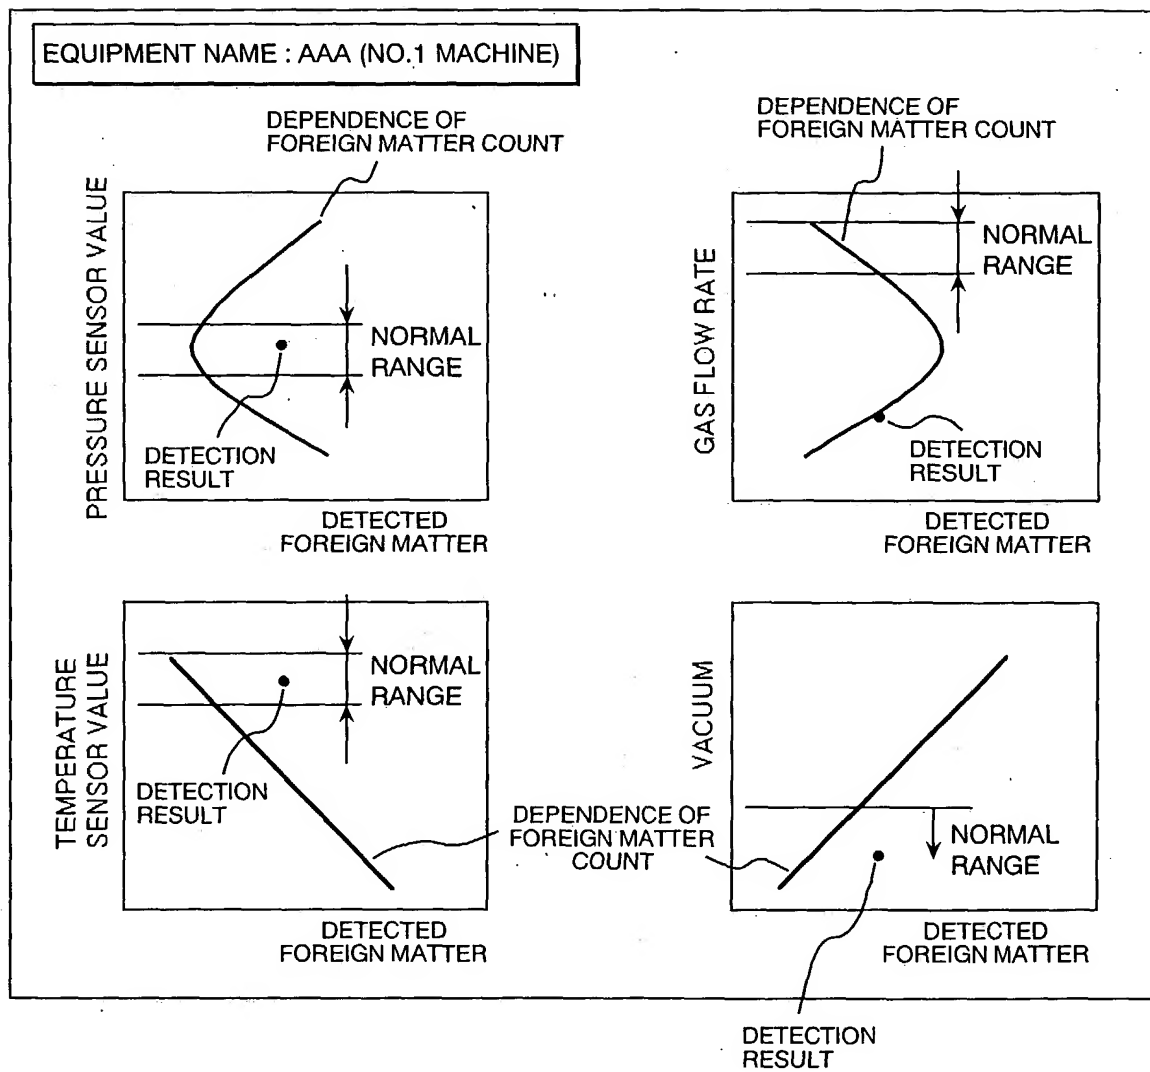 EQUIPMENT NAME : AAA (NO.1 MACHINE)
DEPENDENCE OF
FOREIGN MATTER COUNT
PRESSURE SENSOR VALUE
NORMAL
RANGE
DETECTION
RESULT
DETECTED
FOREIGN MATTER
DEPENDENCE OF
FOREIGN MATTER COUNT
GAS FLOW RATE
NORMAL
RANGE
DETECTION
RESULT
DETECTED
FOREIGN MATTER
TEMPERATURE
SENSOR VALUE
NORMAL
RANGE
DETECTION
RESULT
DETECTED
FOREIGN MATTER
DEPENDENCE OF
FOREIGN MATTER
COUNT
VACUUM
NORMAL
RANGE
DETECTED
FOREIGN MATTER
DETECTION
RESULT